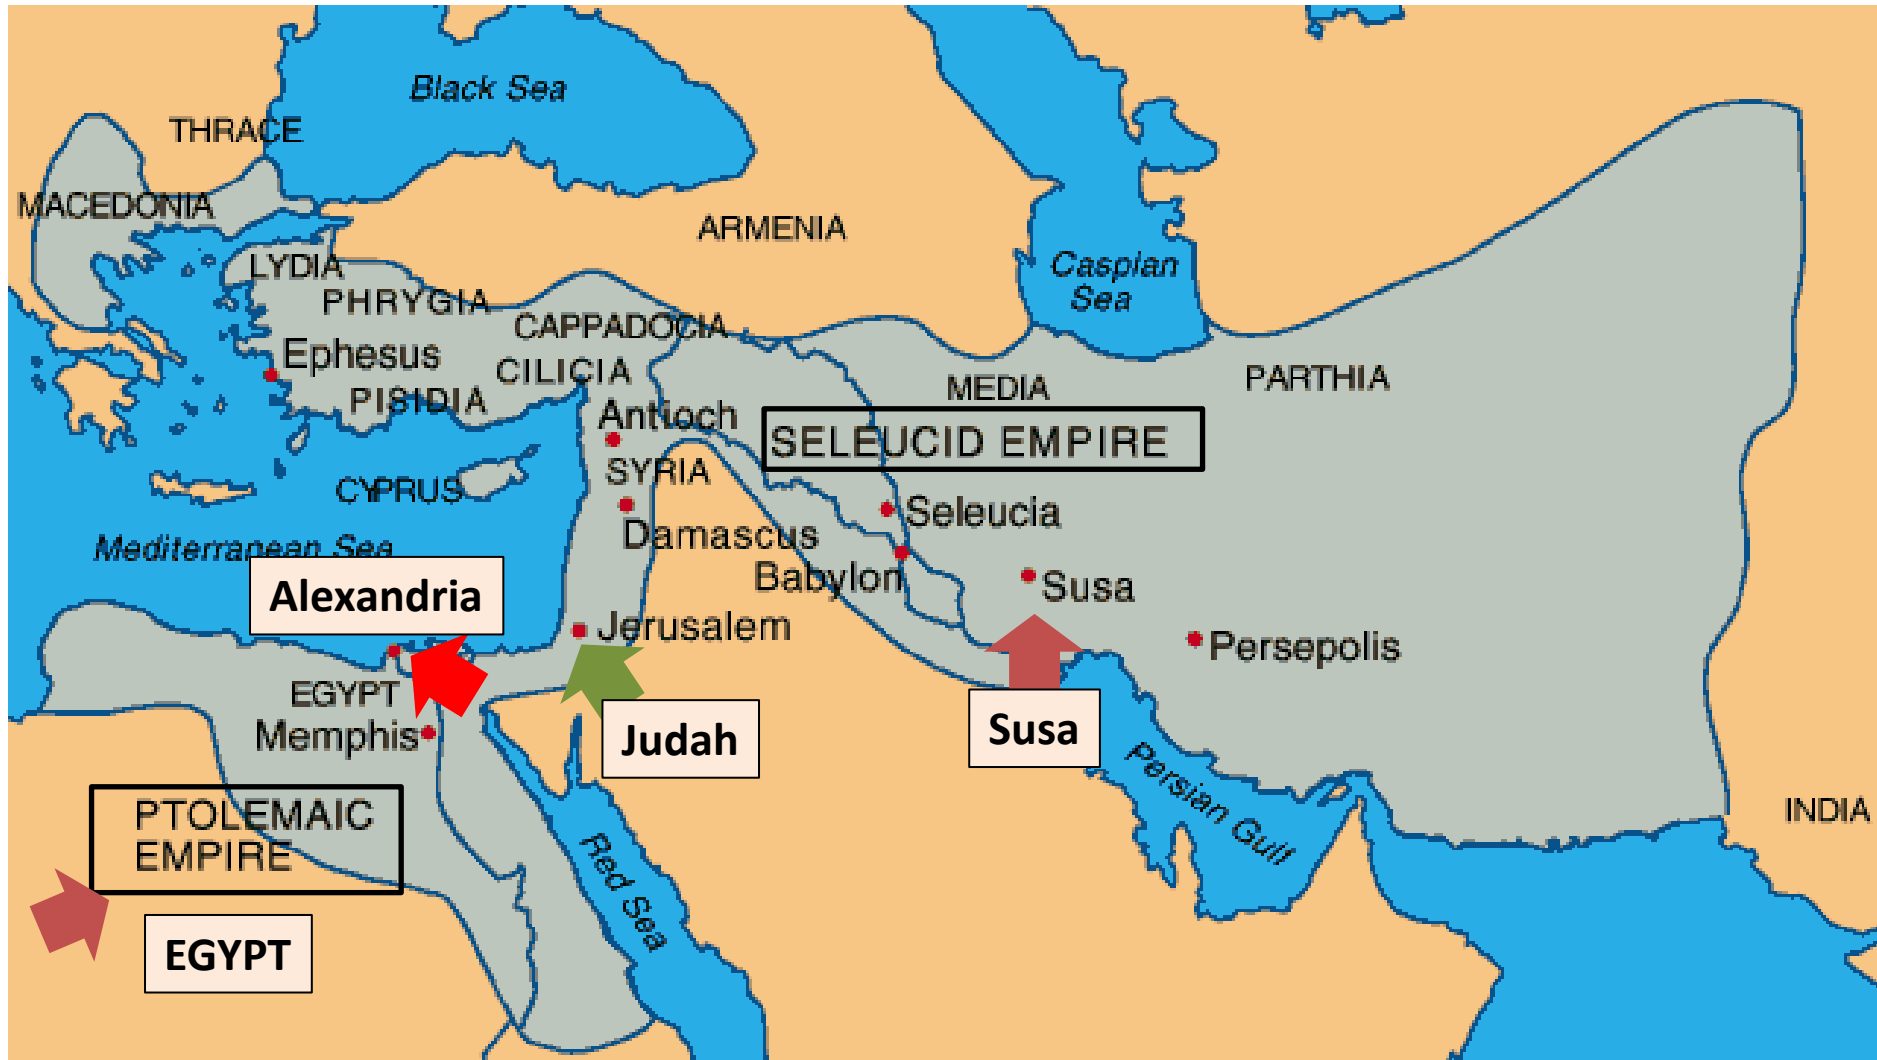 Black Sea
THRACE
MACEDONIA
ARMENIA
LYDIA
Caspian
Sea
PHRYGIA
CAPPADOCIA
Ephesus
CILICIA
PARTHIA
MEDIA
PISIDIA
Antioch
SELEUCID EMPIRE
SYRIA
CYPRUS
Seleucia
Damascus
Mediterranean Sea
Babylon
Susa
Alexandria
Jerusalem
Persepolis
EGYPT
Memphis
Judah
Susa
Persian Gulf
PTOLEMAIC
EMPIRE
INDIA
Red Sea
EGYPT